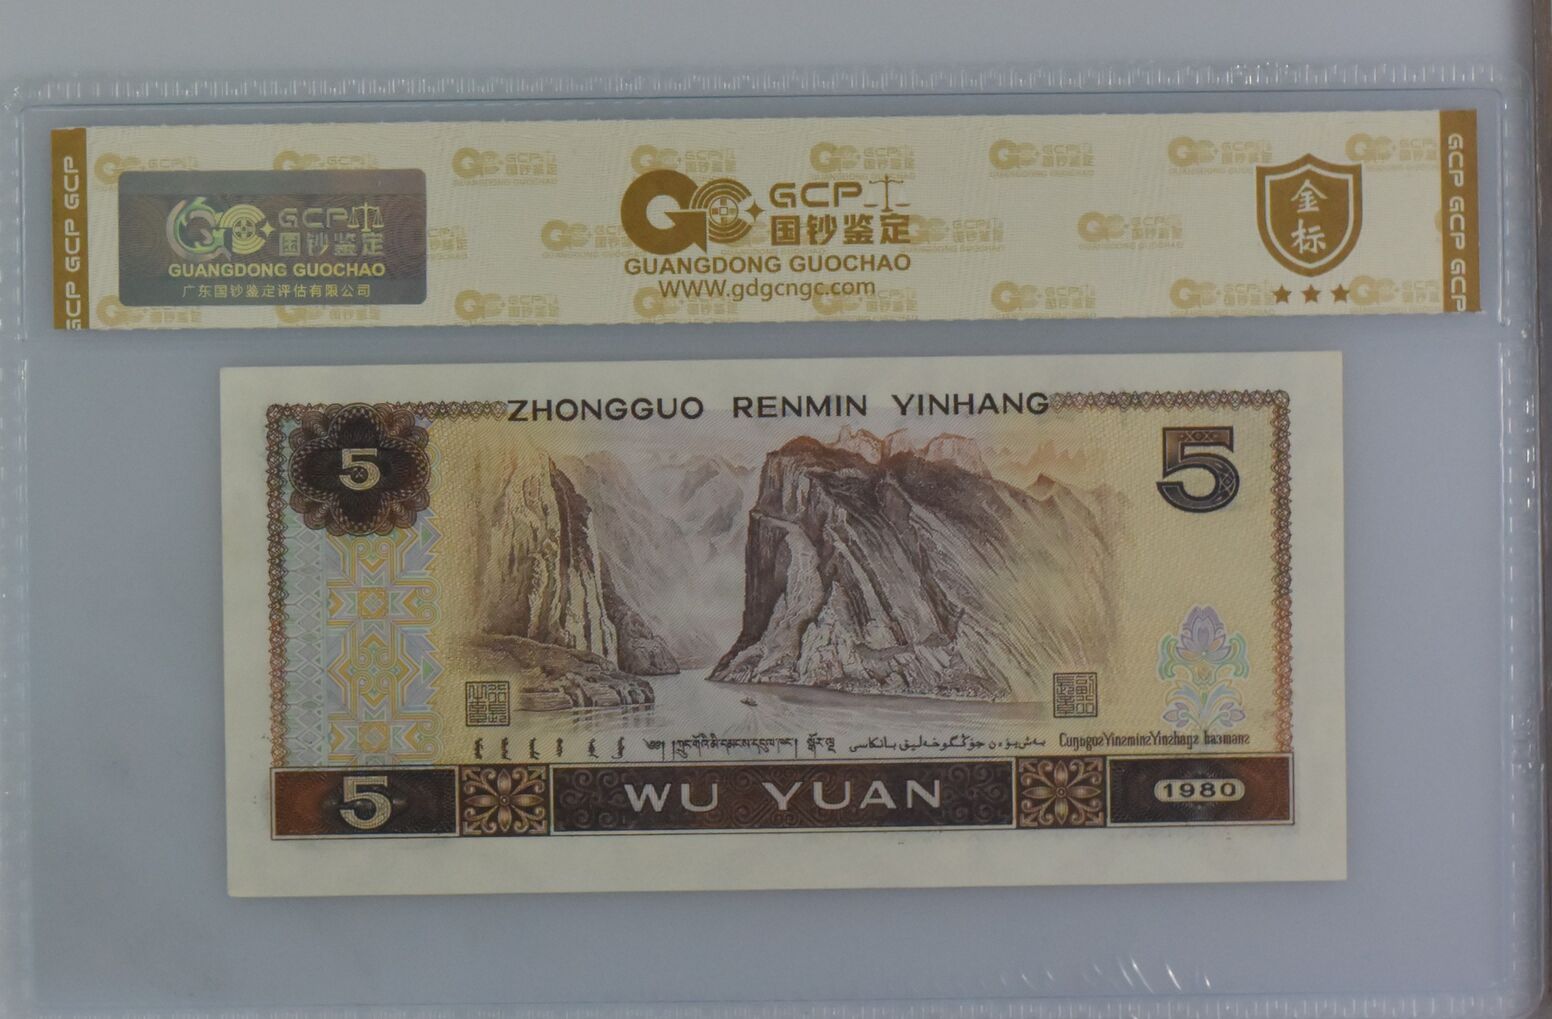 GCP GCP GCP
GCP
国钞鉴定
GUANGDONG GUOCHAO
广东国钞鉴定评估有限公司
GCP
国钞鉴定
GUANGDONG GUOCHAO
WWW.gdgcngc.com
金标
GCP GCP GCP
ZHONGGUO RENMIN YINHANG
5
5
5
WU YUAN
1980